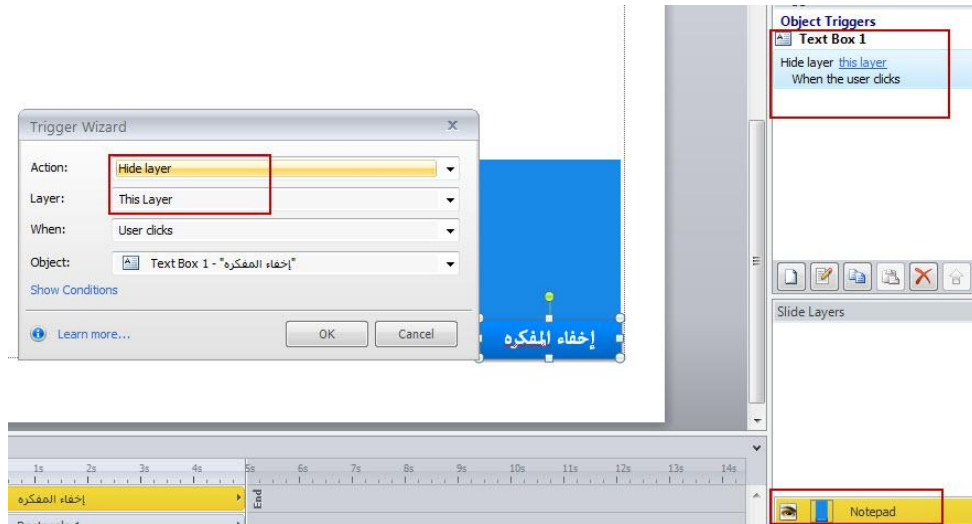 Object Triggers
Text Box 1
Hide layer this layer
When the user clicks
Trigger Wizard
Action: Hide layer
Layer: This Layer
When: User clicks
Object: Text Box 1 - "إخفاء المفكره"
Show Conditions
Learn more... OK Cancel
إخفاء المفكره
Slide Layers
1s 2s 3s 4s 5s 6s 7s 8s 9s 10s 11s 12s 13s 14s
إخفاء المفكره End
Notepad